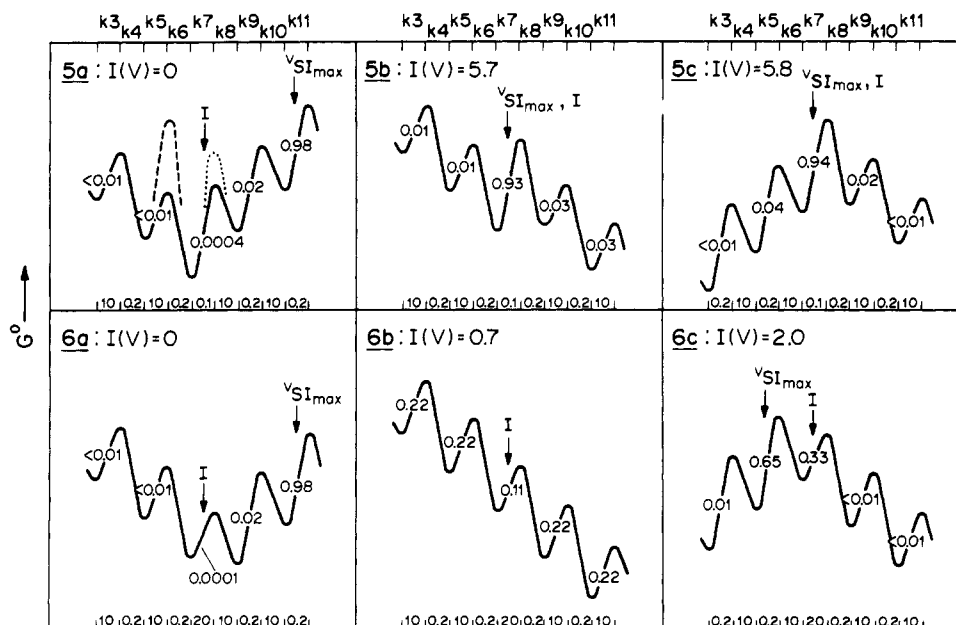 k3 k4 k5 k6 k7 k8 k9 k10 k11 k3 k4 k5 k6 k7 k8 k9 k10 k11 k3 k4 k5 k6 k7 k8 k9 k10 k11
5a : I(V)=0
VSImax
I
<0.01
<0.01
0.0004
0.02
0.98
10 0.2 10 0.2 0.1 10 0.2 10 0.2
5b : I(V)=5.7
VSImax, I
0.01
0.01
0.93
0.03
0.03
10 0.2 10 0.2 0.1 0.2 10 0.2 10
5c : I(V)=5.8
VSImax, I
<0.01
0.04
0.94
0.02
<0.01
0.2 10 0.2 10 0.1 0.2 10 0.2 10
G°
6a : I(V)=0
VSImax
I
<0.01
<0.01
0.0001
0.02
0.98
10 0.2 10 0.2 20 10 0.2 10 0.2
6b : I(V)=0.7
I
0.22
0.22
0.11
0.22
0.22
10 0.2 10 0.2 20 0.2 10 0.2 10
6c : I(V)=2.0
VSImax
I
0.01
0.65
0.33
<0.01
<0.01
0.2 10 0.2 10 20 0.2 10 0.2 10